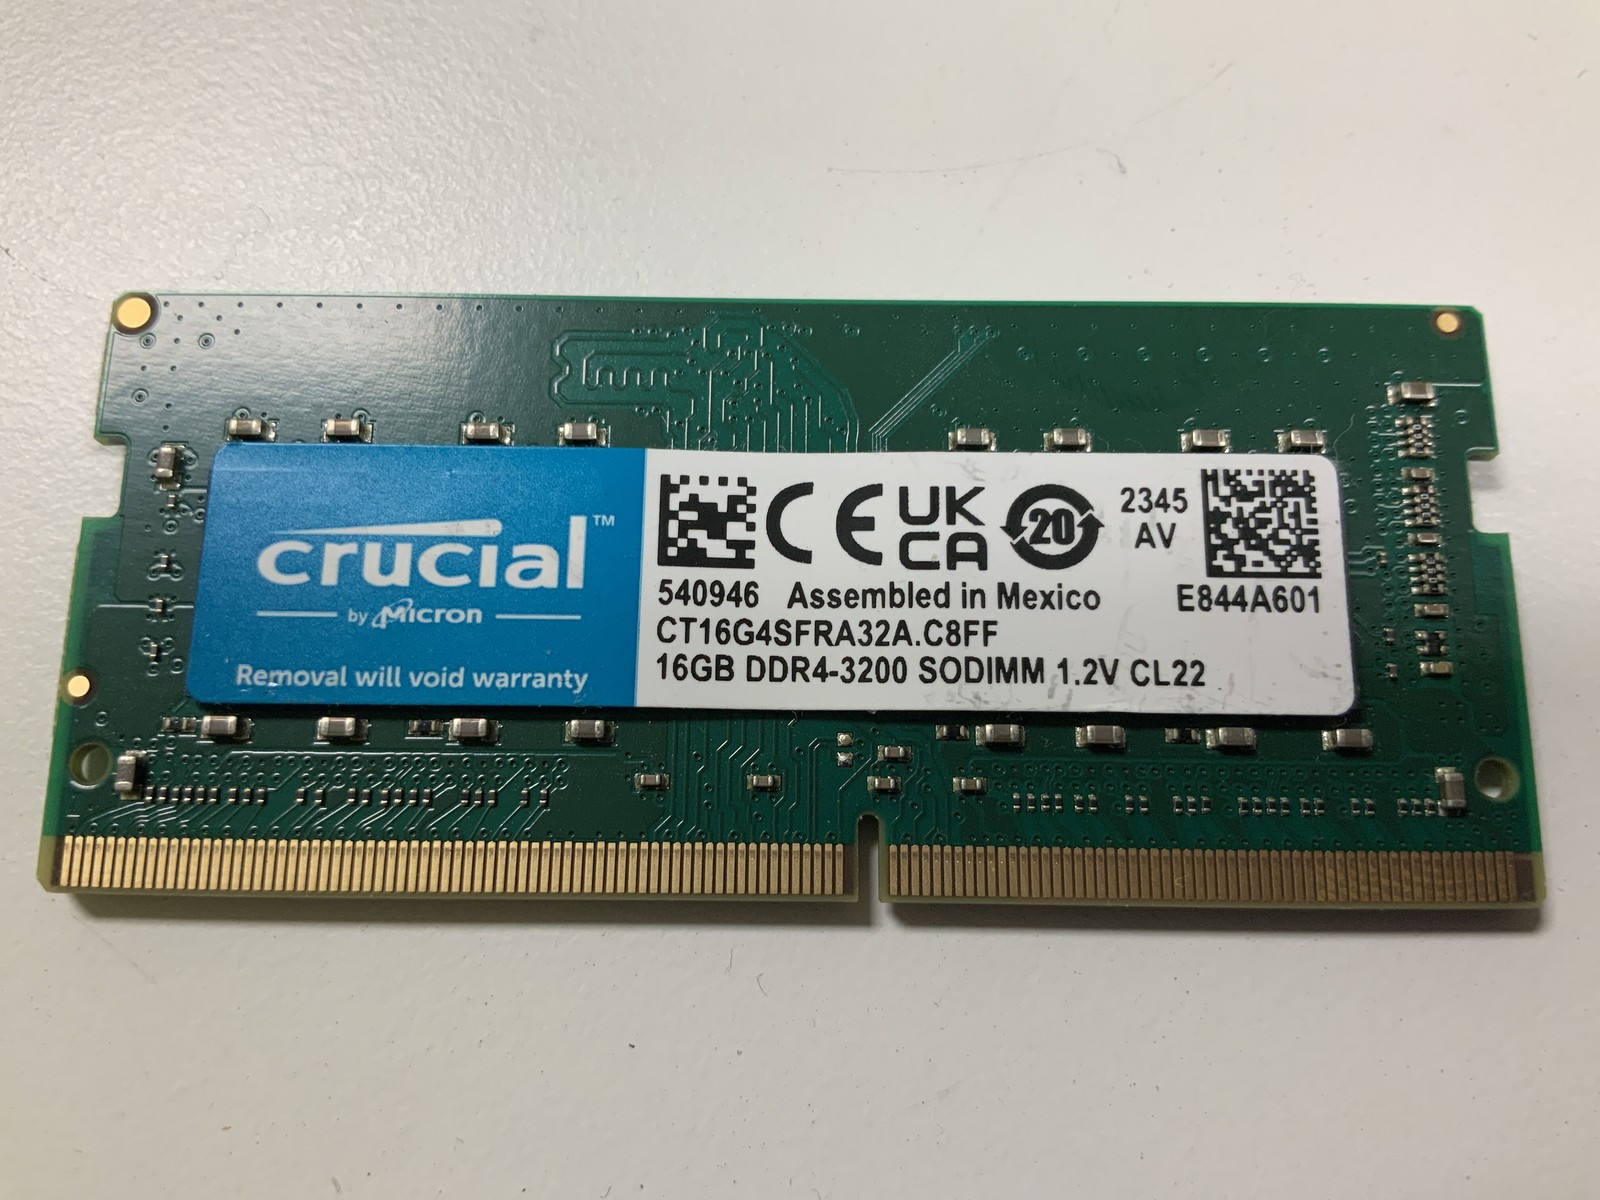 crucial™
by Micron
Removal will void warranty
CE UK CA 20 2345 AV
540946 Assembled in Mexico E844A601
CT16G4SFRA32A.C8FF
16GB DDR4-3200 SODIMM 1.2V CL22